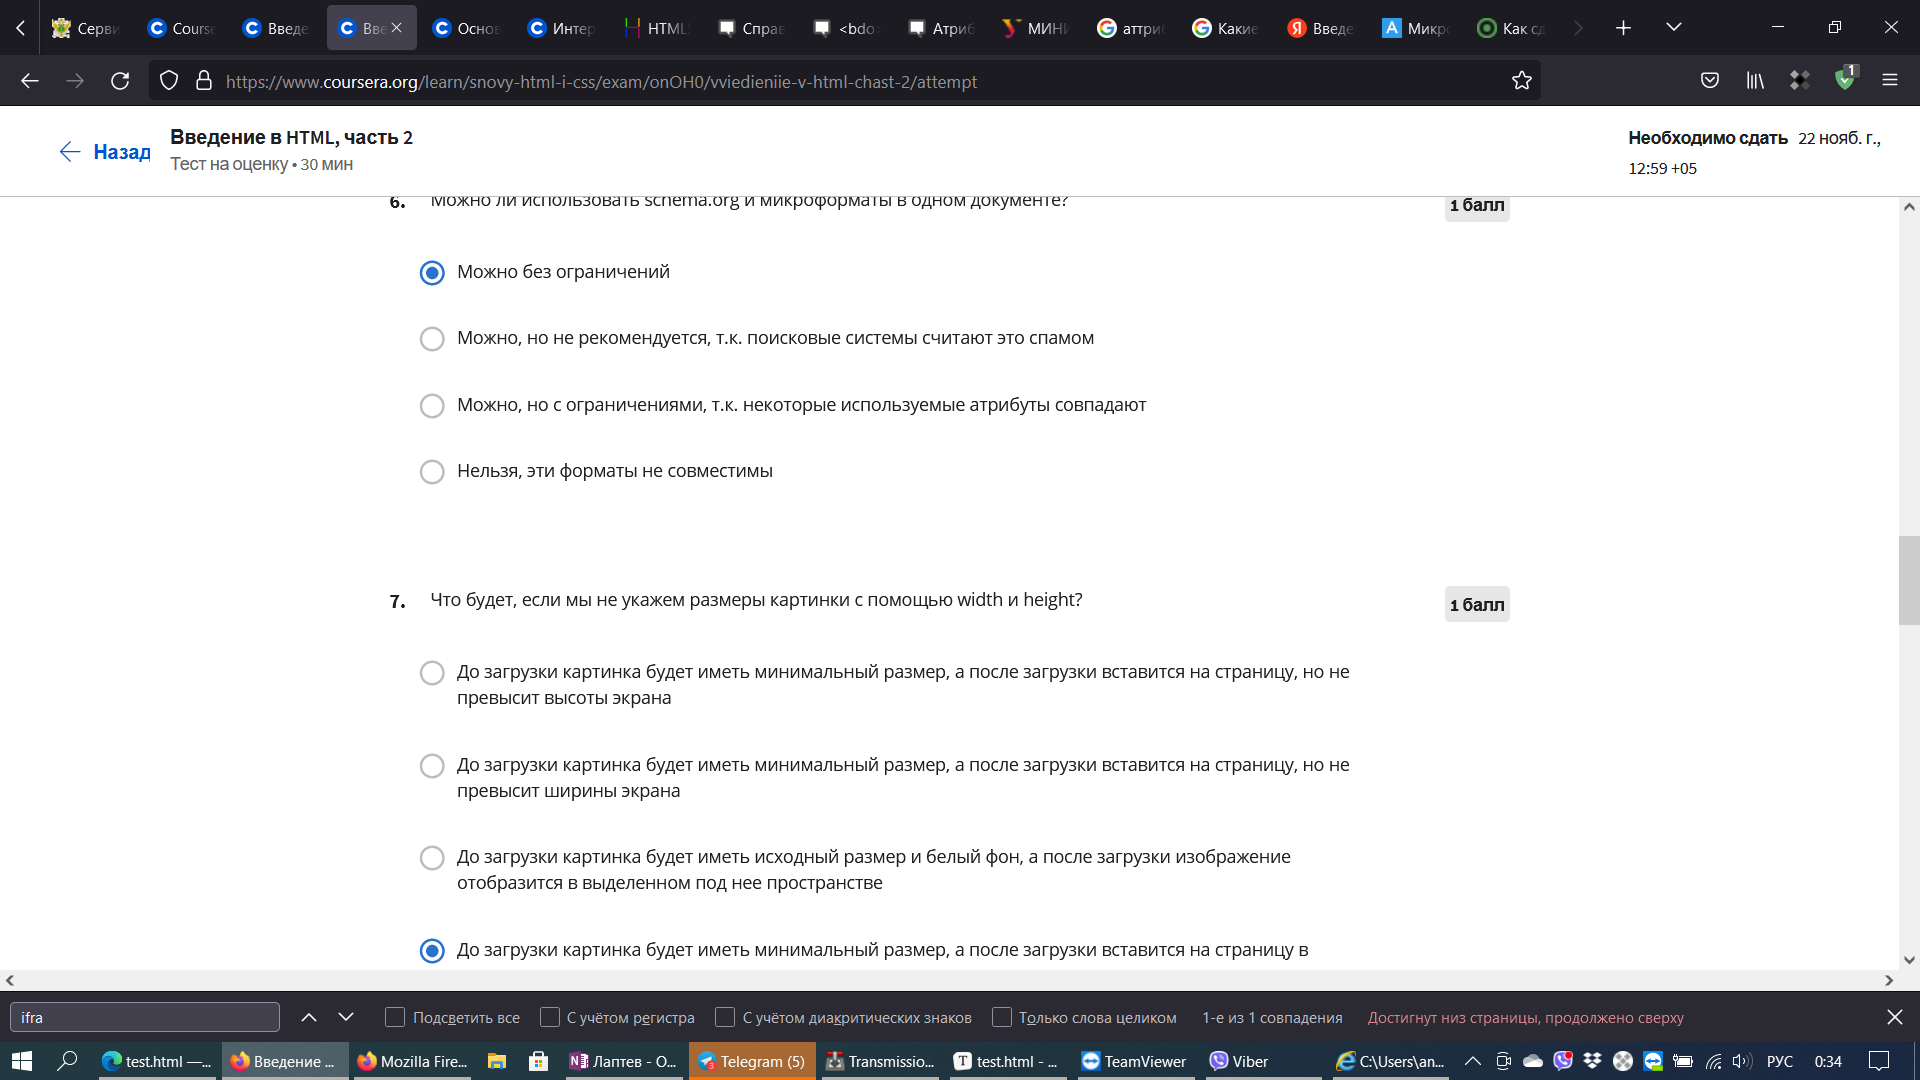 Серви
Course
Введе
Вве
Основ
Интер
HTML
Справ
<bdo>
Атриб
МИНИ
аттриб
Какие
Введе
Микро
Как сд
https://www.coursera.org/learn/snovy-html-i-css/exam/onOH0/vviedieniie-v-html-chast-2/attempt
1
Назад
Введение в HTML, часть 2
Тест на оценку • 30 мин
Необходимо сдать 22 нояб. г.,
12:59 +05
6. Можно ли использовать schema.org и микроформаты в одном документе?
1 балл
Можно без ограничений
Можно, но не рекомендуется, т.к. поисковые системы считают это спамом
Можно, но с ограничениями, т.к. некоторые используемые атрибуты совпадают
Нельзя, эти форматы не совместимы
7. Что будет, если мы не укажем размеры картинки с помощью width и height?
1 балл
До загрузки картинка будет иметь минимальный размер, а после загрузки вставится на страницу, но не
превысит высоты экрана
До загрузки картинка будет иметь минимальный размер, а после загрузки вставится на страницу, но не
превысит ширины экрана
До загрузки картинка будет иметь исходный размер и белый фон, а после загрузки изображение
отобразится в выделенном под нее пространстве
До загрузки картинка будет иметь минимальный размер, а после загрузки вставится на страницу в
ifra
Подсветить все
С учётом регистра
С учётом диакритических знаков
Только слова целиком
1-е из 1 совпадения
Достигнут низ страницы, продолжено сверху
test.html —...
Введение ...
Mozilla Fire...
Лаптев - О...
Telegram (5)
Transmissio...
test.html - ...
TeamViewer
Viber
C:\Users\an...
РУС
0:34